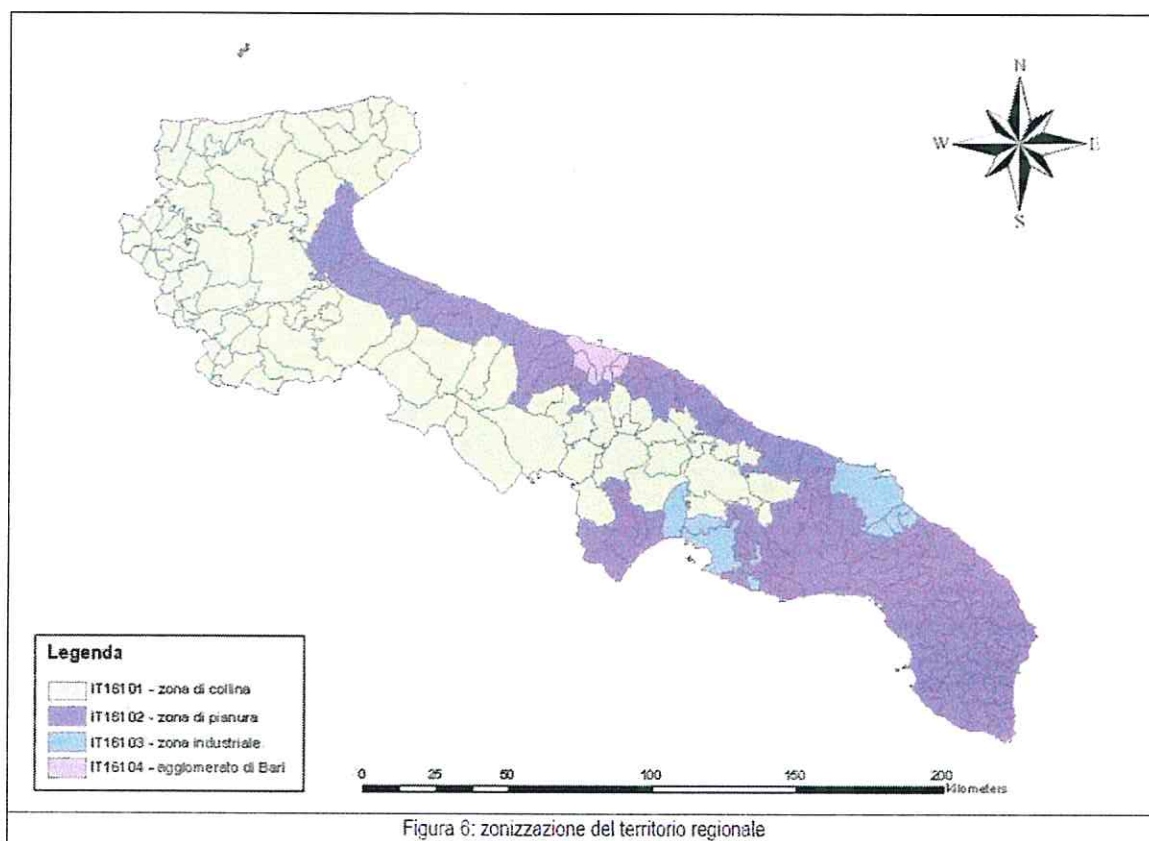 N
W
E
S
Legenda
IT16101 - zona di collina
IT16102 - zona di pianura
IT16103 - zona industriale
IT16104 - agglomerato di Bari
0 25 50 100 150 200
Kilometers
Figura 6: zonizzazione del territorio regionale